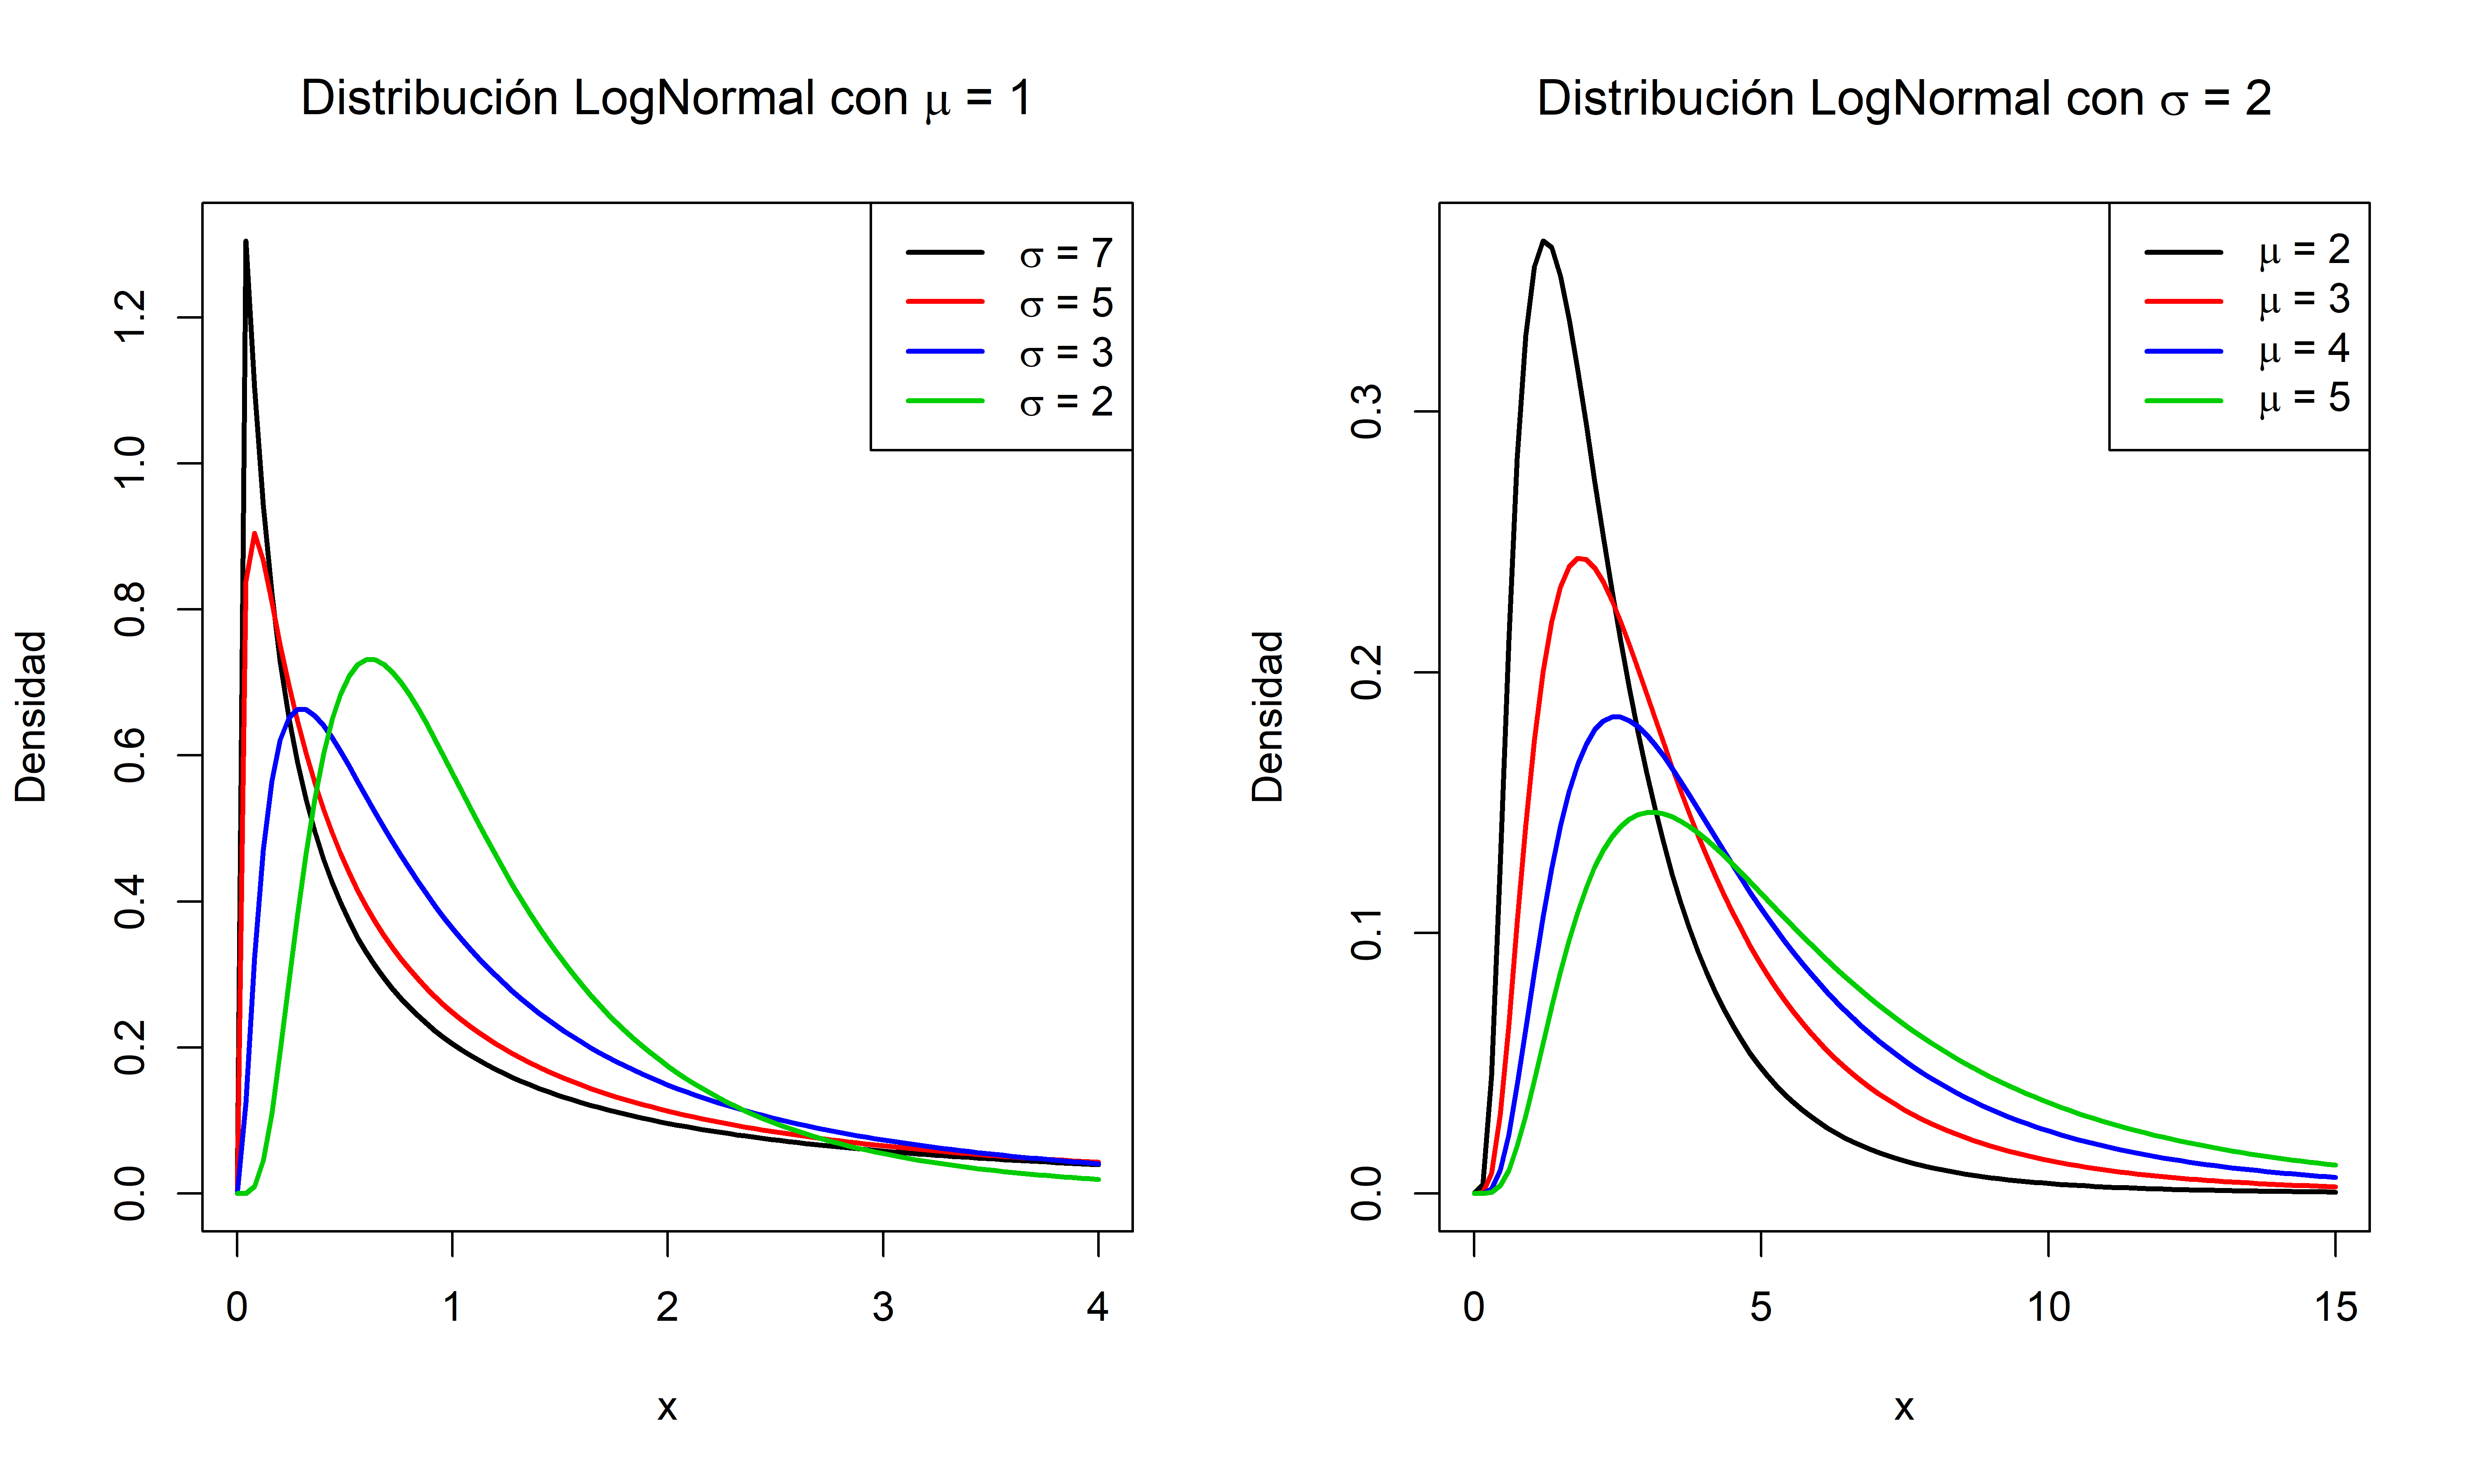 Distribución LogNormal con μ = 1
σ = 7
σ = 5
σ = 3
σ = 2
Densidad
0.0
0.2
0.4
0.6
0.8
1.0
1.2
0 1 2 3 4
x
Distribución LogNormal con σ = 2
μ = 2
μ = 3
μ = 4
μ = 5
Densidad
0.0
0.1
0.2
0.3
0 5 10 15
x